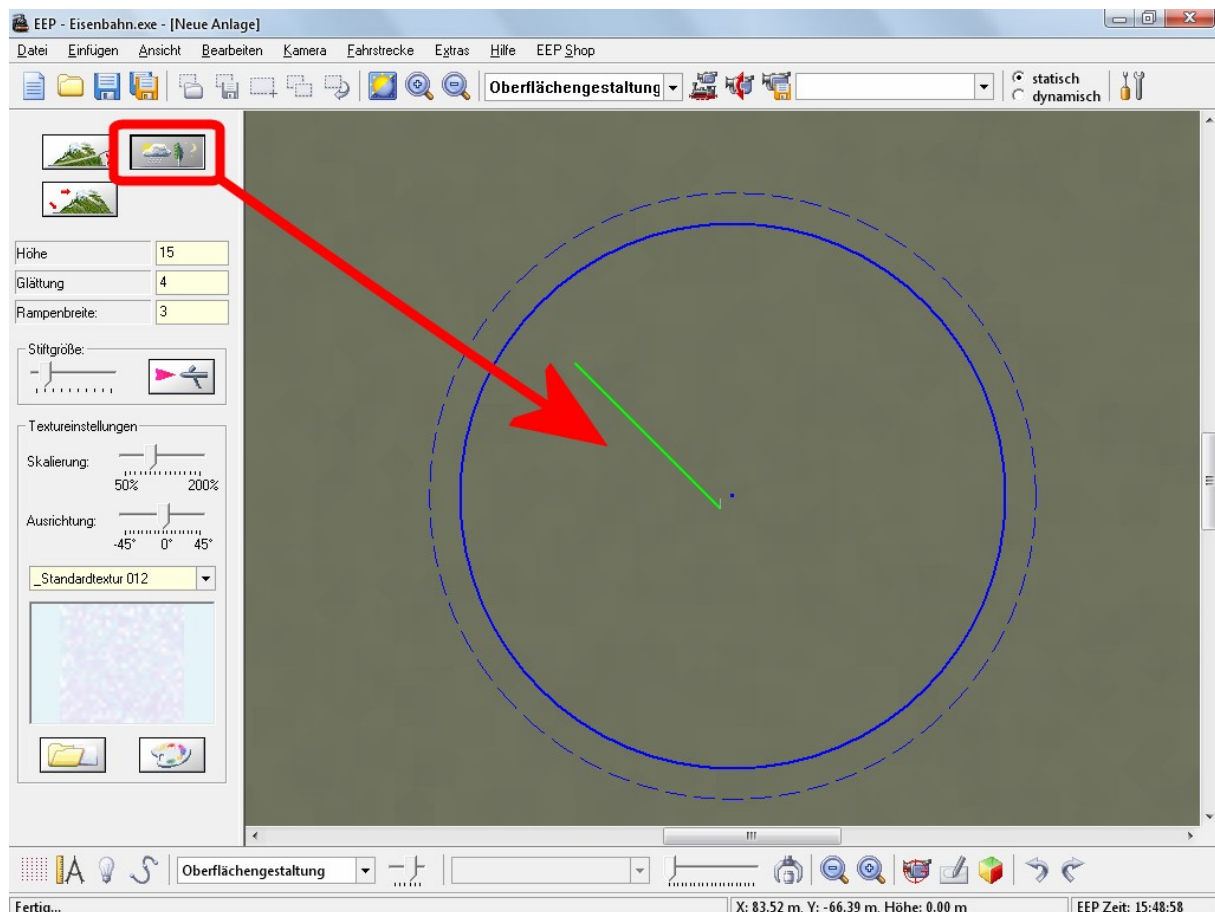 EEP - Eisenbahn.exe - [Neue Anlage]
Datei Einfügen Ansicht Bearbeiten Kamera Fahrstrecke Extras Hilfe EEP Shop
Oberflächengestaltung
statisch
dynamisch
Höhe 15
Glättung 4
Rampenbreite: 3
Stiftgröße:
Textureinstellungen
Skalierung:
50% 200%
Ausrichtung:
-45° 0° 45°
_Standardtextur 012
Oberflächengestaltung
Fertig... X: 83.52 m, Y: -66.39 m, Höhe: 0.00 m EEP Zeit: 15:48:58